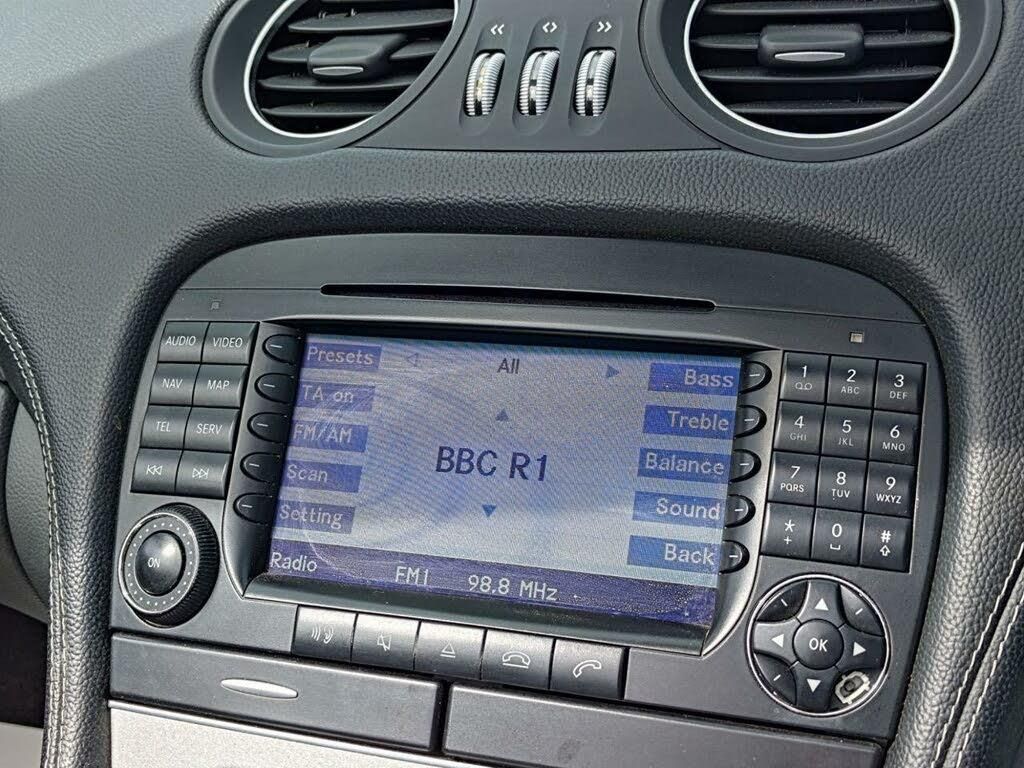 AUDIO VIDEO
NAV MAP
TEL SERV
ON
Presets
TA on
FM/AM
Scan
Setting
All
BBC R1
Bass
Treble
Balance
Sound
Back
Radio FM1 98.8 MHz
1 2 ABC 3 DEF
4 GHI 5 JKL 6 MNO
7 PQRS 8 TUV 9 WXYZ
* + 0 #
OK